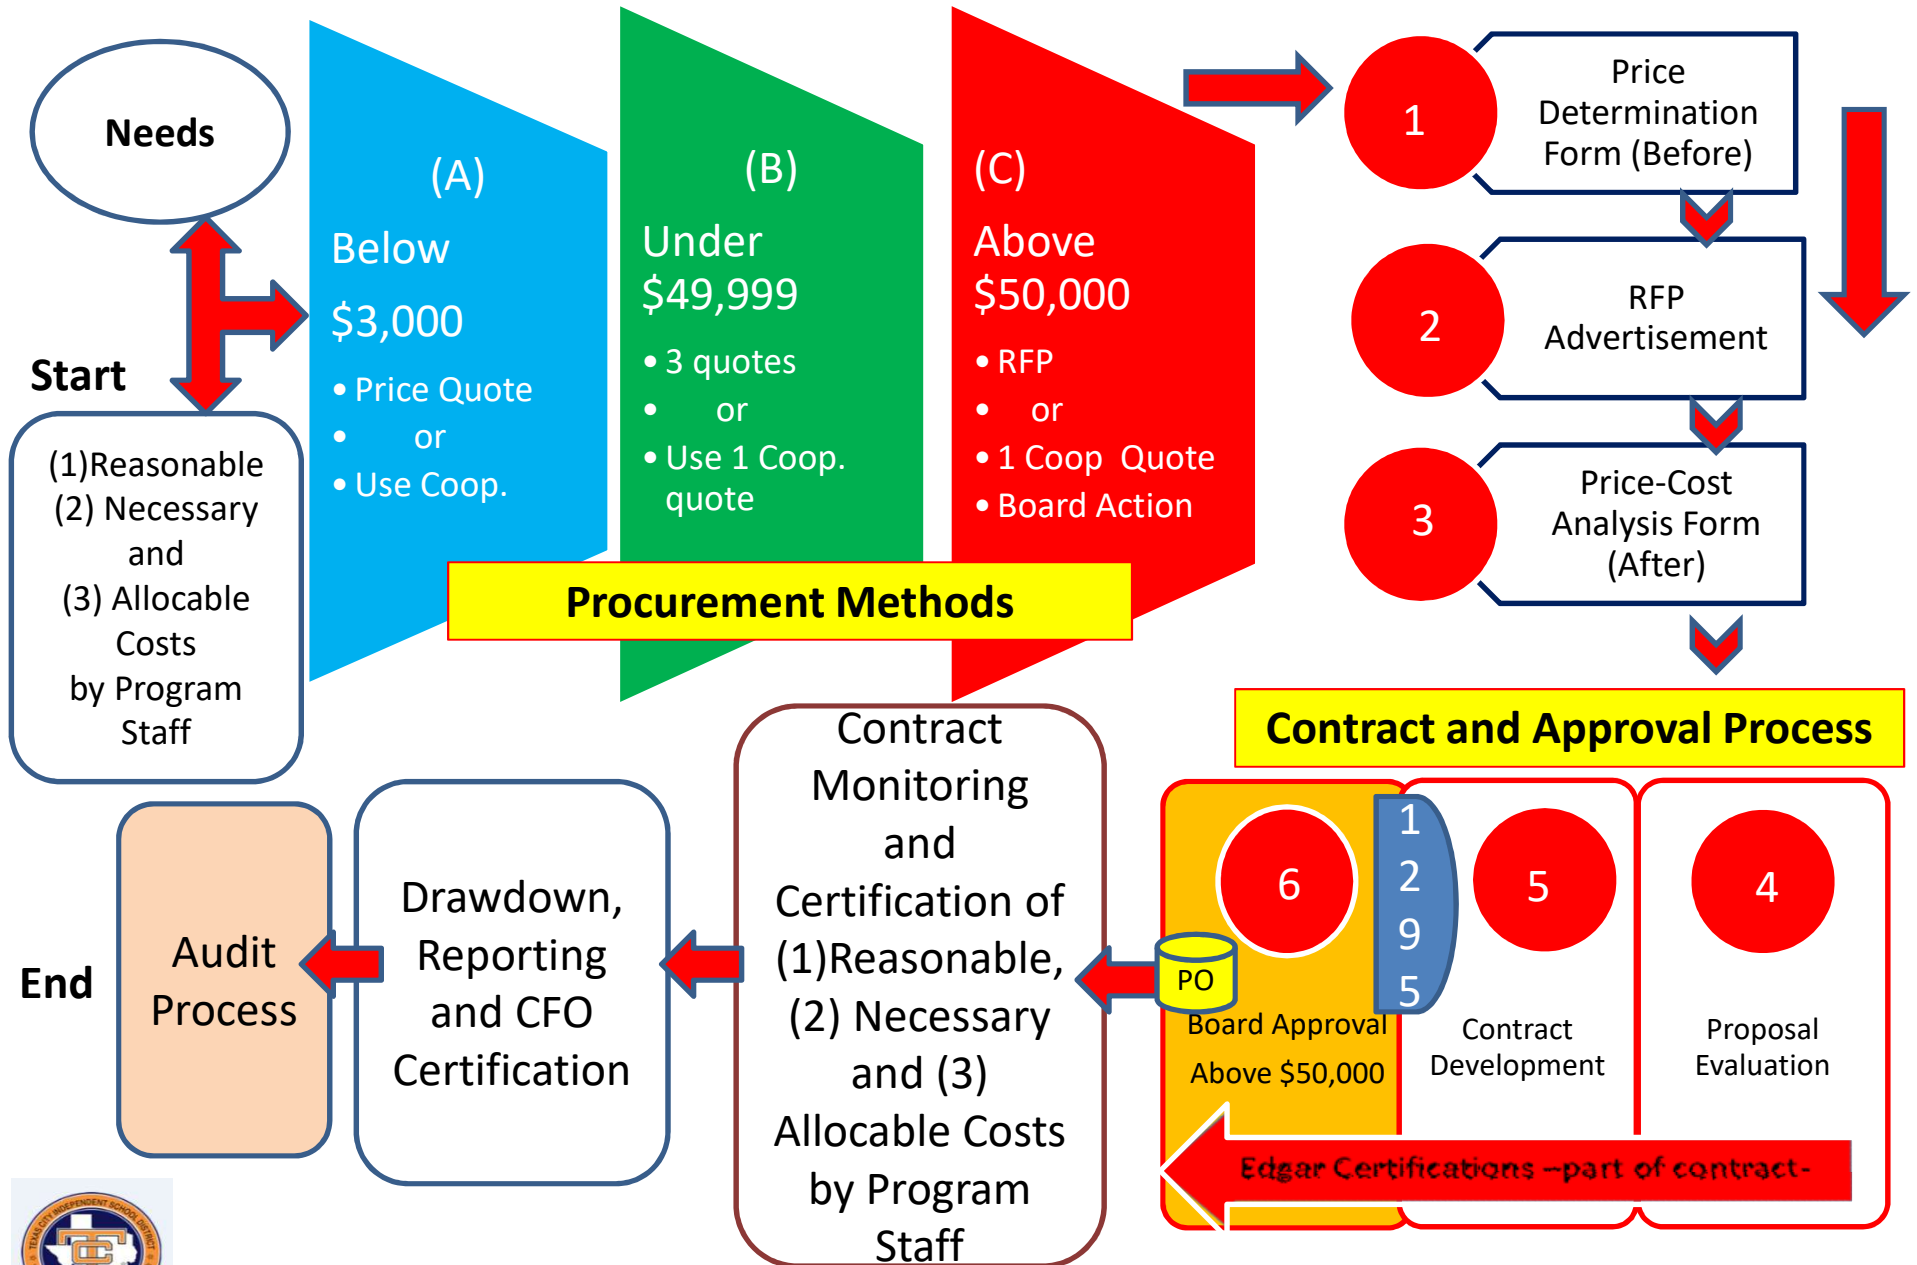 Needs
Start
(1)Reasonable
(2) Necessary
and
(3) Allocable
Costs
by Program
Staff
(A)
Below
$3,000
• Price Quote
• or
• Use Coop.
(B)
Under
$49,999
• 3 quotes
• or
• Use 1 Coop.
quote
(C)
Above
$50,000
• RFP
• or
• 1 Coop Quote
• Board Action
Procurement Methods
1
Price
Determination
Form (Before)
2
RFP
Advertisement
3
Price-Cost
Analysis Form
(After)
Contract and Approval Process
4
Proposal
Evaluation
5
Contract
Development
1
2
9
5
6
Board Approval
Above $50,000
Edgar Certifications –part of contract-
PO
Contract
Monitoring
and
Certification of
(1)Reasonable,
(2) Necessary
and (3)
Allocable Costs
by Program
Staff
Drawdown,
Reporting
and CFO
Certification
Audit
Process
End
TEXAS CITY INDEPENDENT SCHOOL DISTRICT